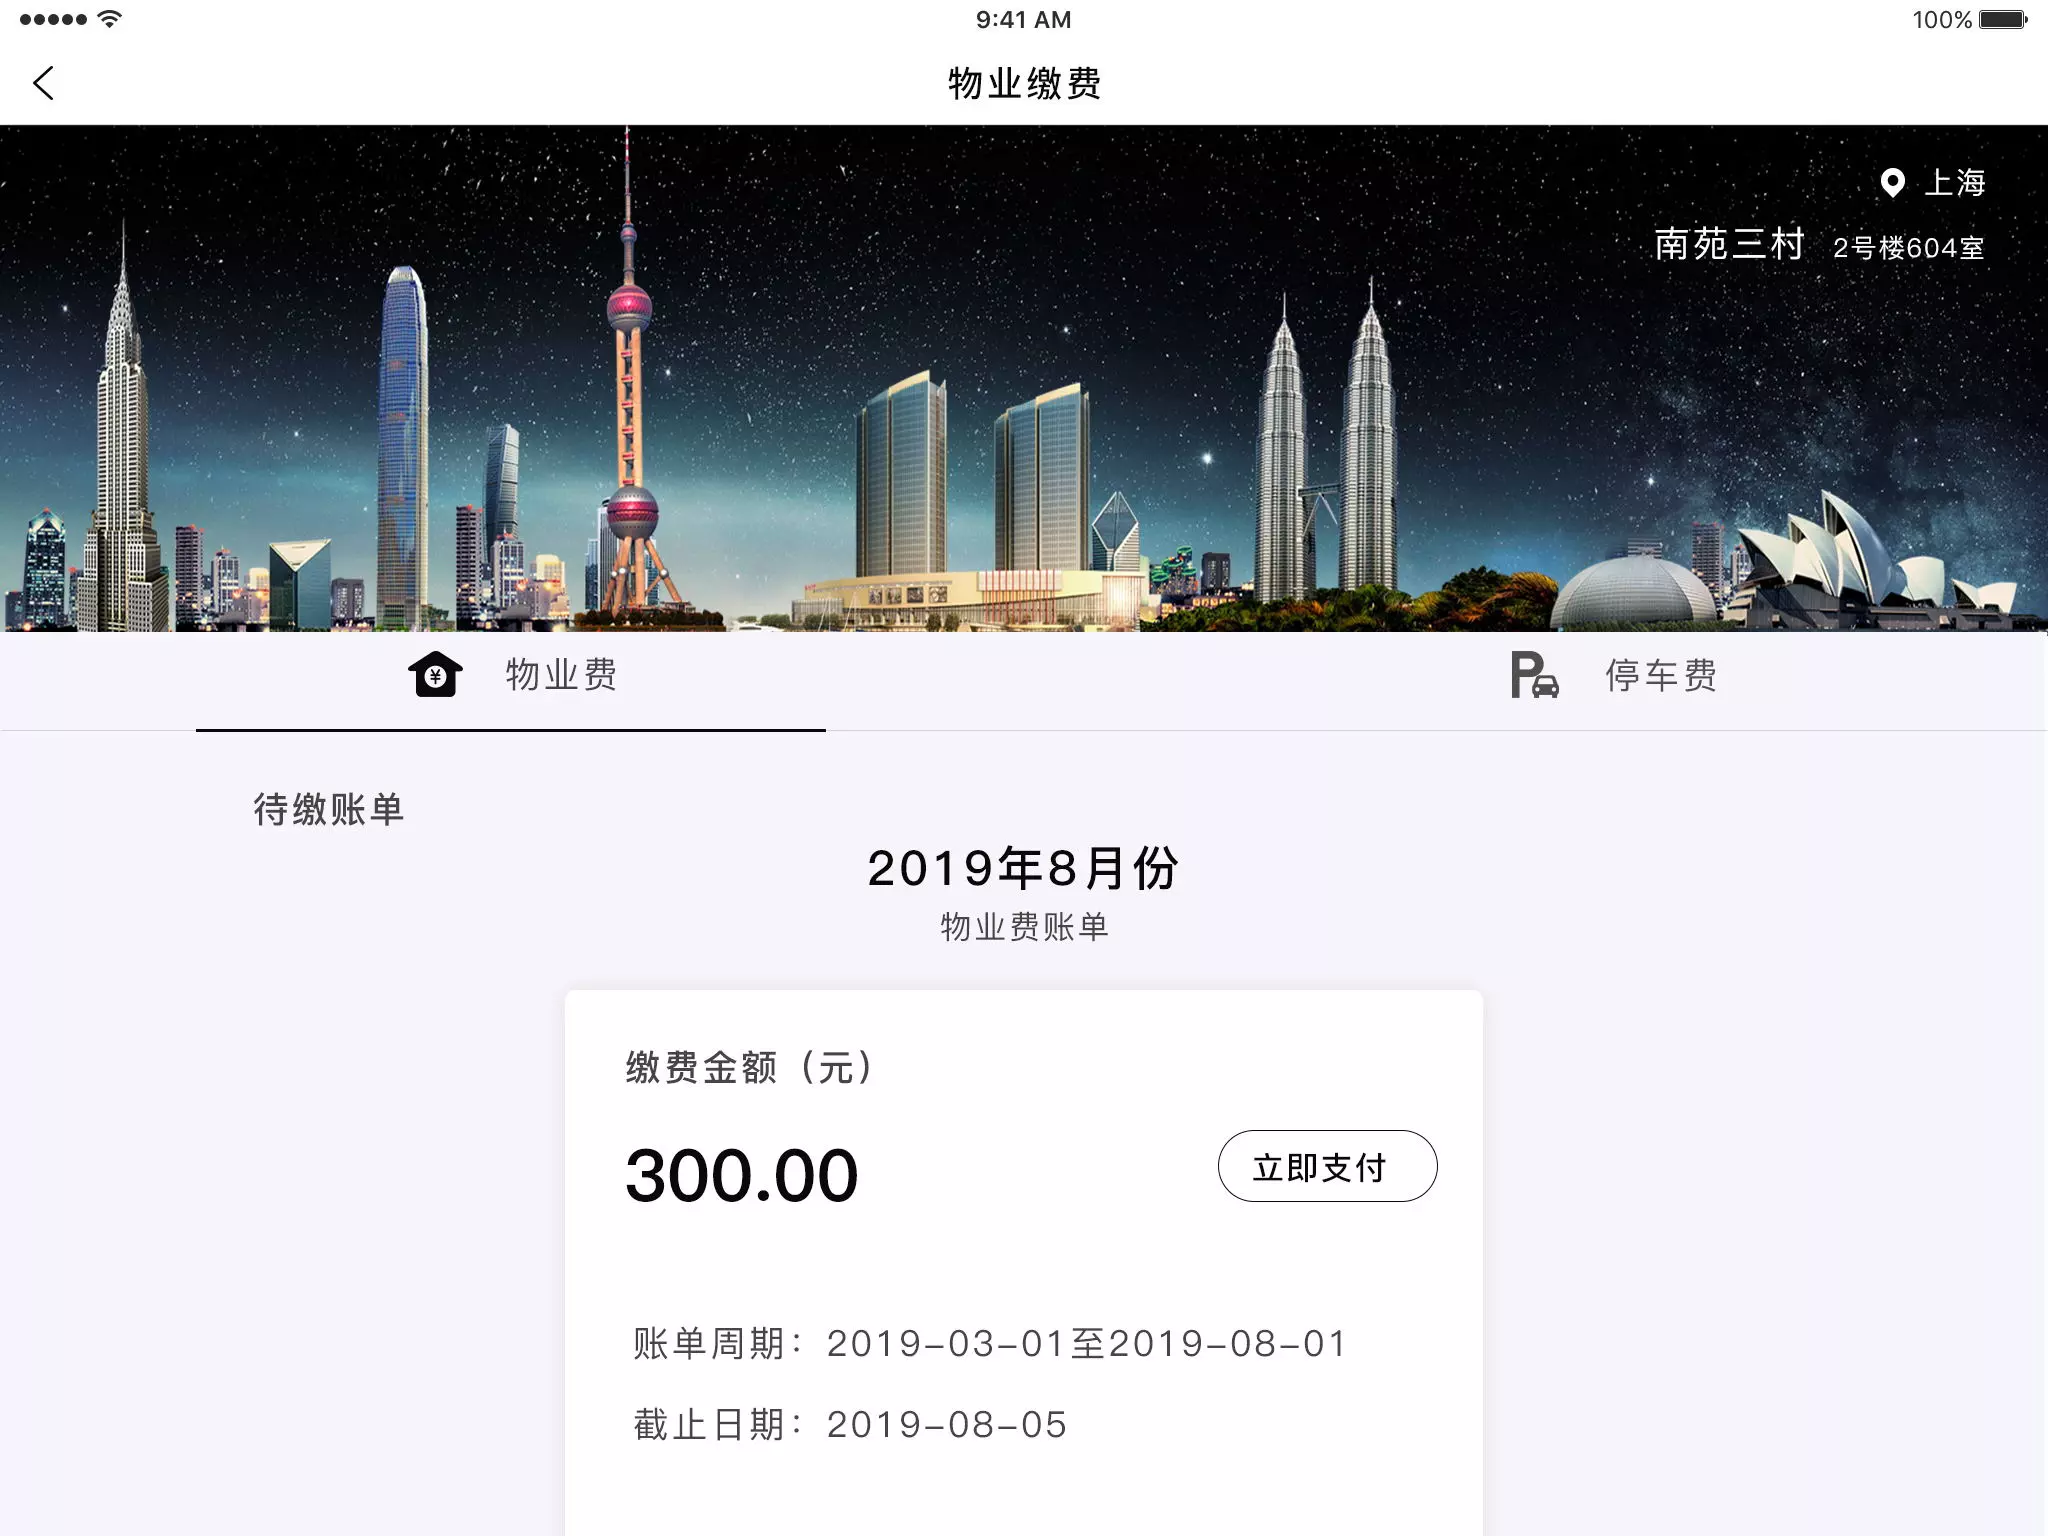 9:41 AM
100%
物业缴费
上海
南苑三村 2号楼604室
物业费
停车费
待缴账单
2019年8月份
物业费账单
缴费金额（元）
300.00
立即支付
账单周期：2019-03-01至2019-08-01
截止日期：2019-08-05